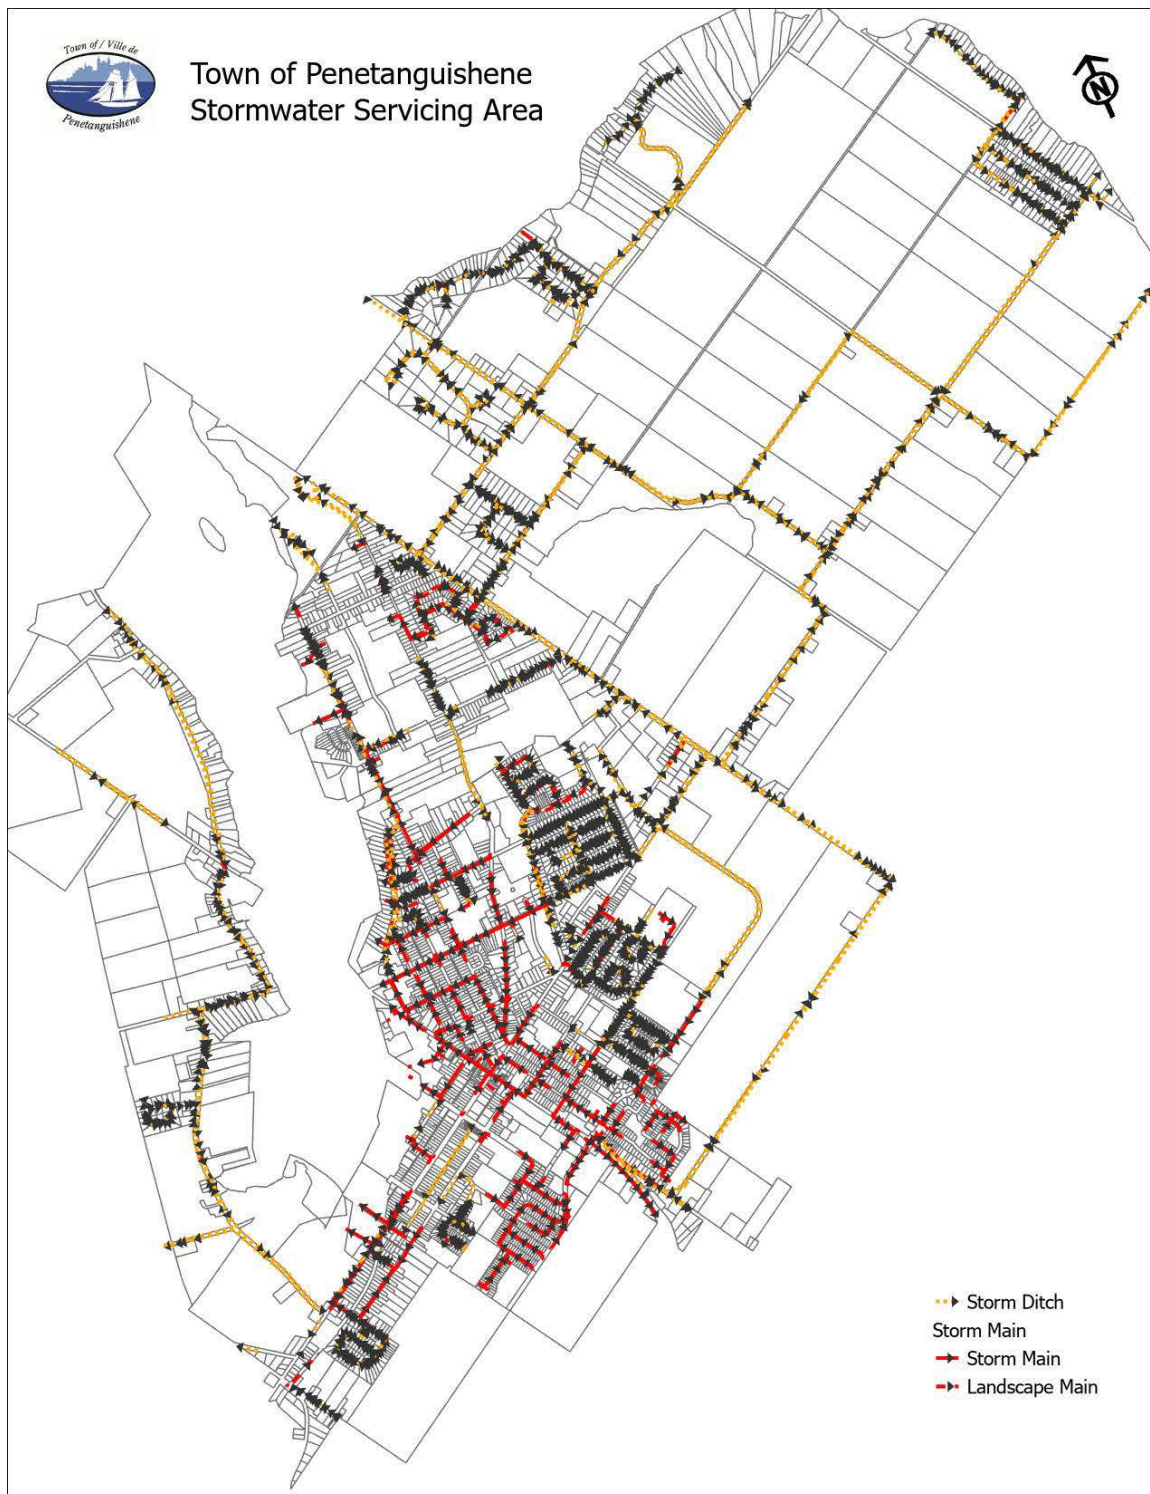 Town of / Ville de
Penetanguishene
Town of Penetanguishene
Stormwater Servicing Area
N
Storm Ditch
Storm Main
Storm Main
Landscape Main